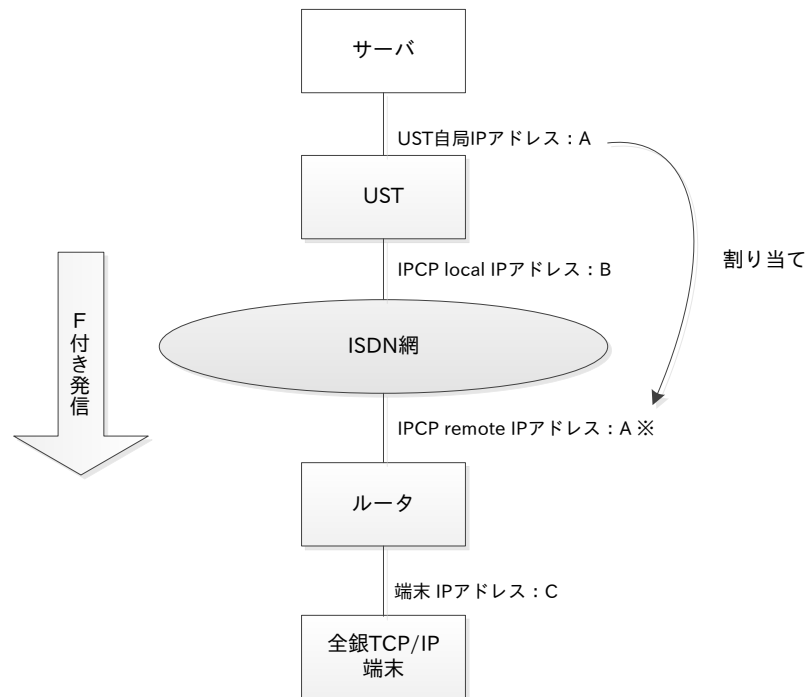 サーバ
UST自局IPアドレス：A
UST
割り当て
IPCP local IPアドレス：B
F付き発信
ISDN網
IPCP remote IPアドレス：A ※
ルータ
端末 IPアドレス：C
全銀TCP/IP
端末